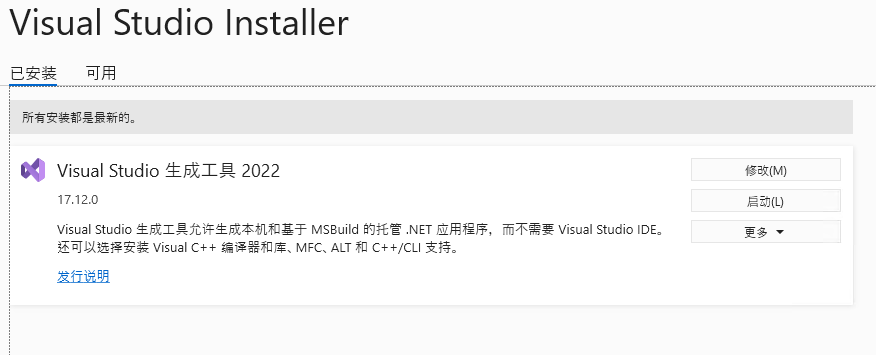 Visual Studio Installer
已安装 可用
所有安装都是最新的。
Visual Studio 生成工具 2022
修改(M)
17.12.0
启动(L)
Visual Studio 生成工具允许生成本机和基于 MSBuild 的托管 .NET 应用程序，而不需要 Visual Studio IDE。
还可以选择安装 Visual C++ 编译器和库、MFC、ALT 和 C++/CLI 支持。
更多
发行说明